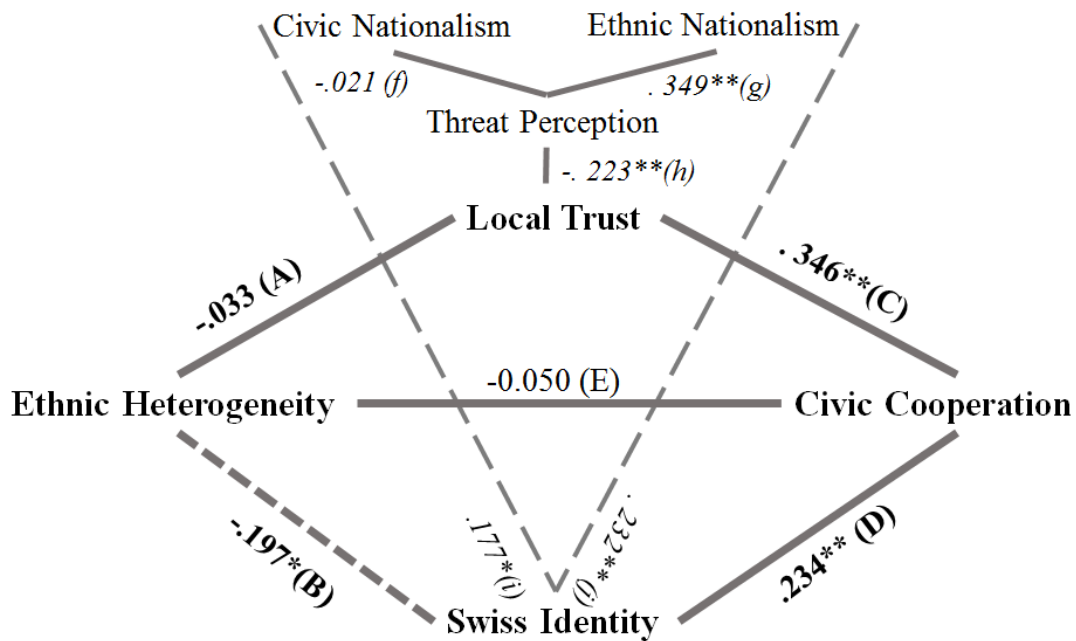 Civic Nationalism
Ethnic Nationalism
-.021 (f)
. 349**(g)
Threat Perception
-. 223**(h)
Local Trust
-.033 (A)
. 346**(C)
-0.050 (E)
Ethnic Heterogeneity
Civic Cooperation
-.197*(B)
.177*(i)
. 232**(j)
.234** (D)
Swiss Identity